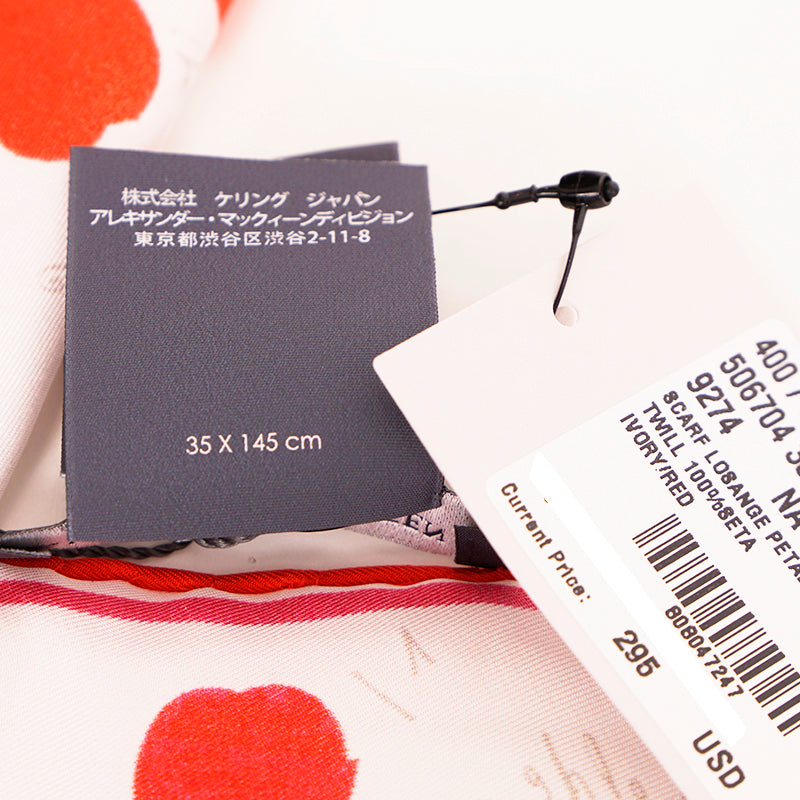 株式会社 ケリング ジャパン
アレキサンダー・マックィーンディビジョン
東京都渋谷区渋谷2-11-8
35 X 145 cm
400 /
506704
9274 NA
SCARF LOSANGE PETA
TWILL 100%SETA
IVORY/RED
808047247
Current Price:
295
USD